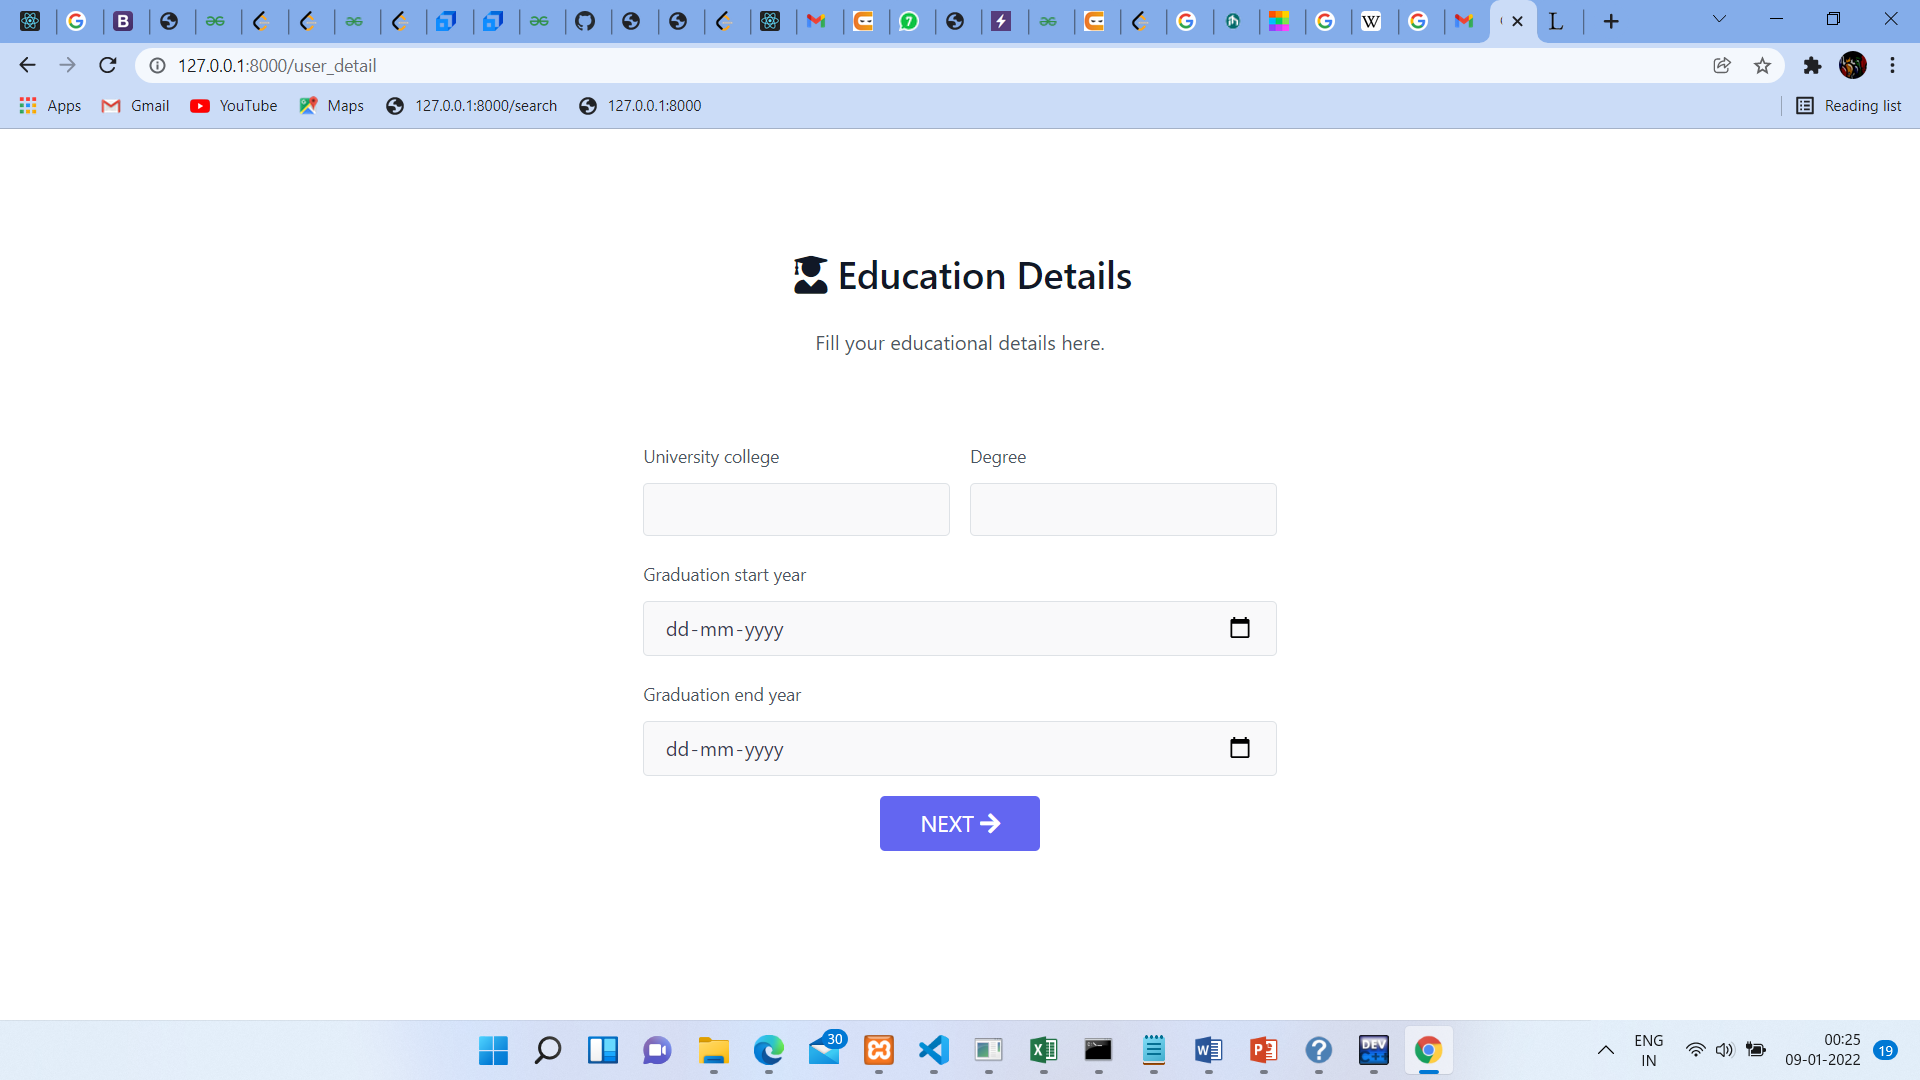 127.0.0.1:8000/user_detail
Apps Gmail YouTube Maps 127.0.0.1:8000/search 127.0.0.1:8000 Reading list
Education Details
Fill your educational details here.
University college Degree
Graduation start year
dd-mm-yyyy
Graduation end year
dd-mm-yyyy
NEXT
30
ENG
IN
00:25
09-01-2022
19